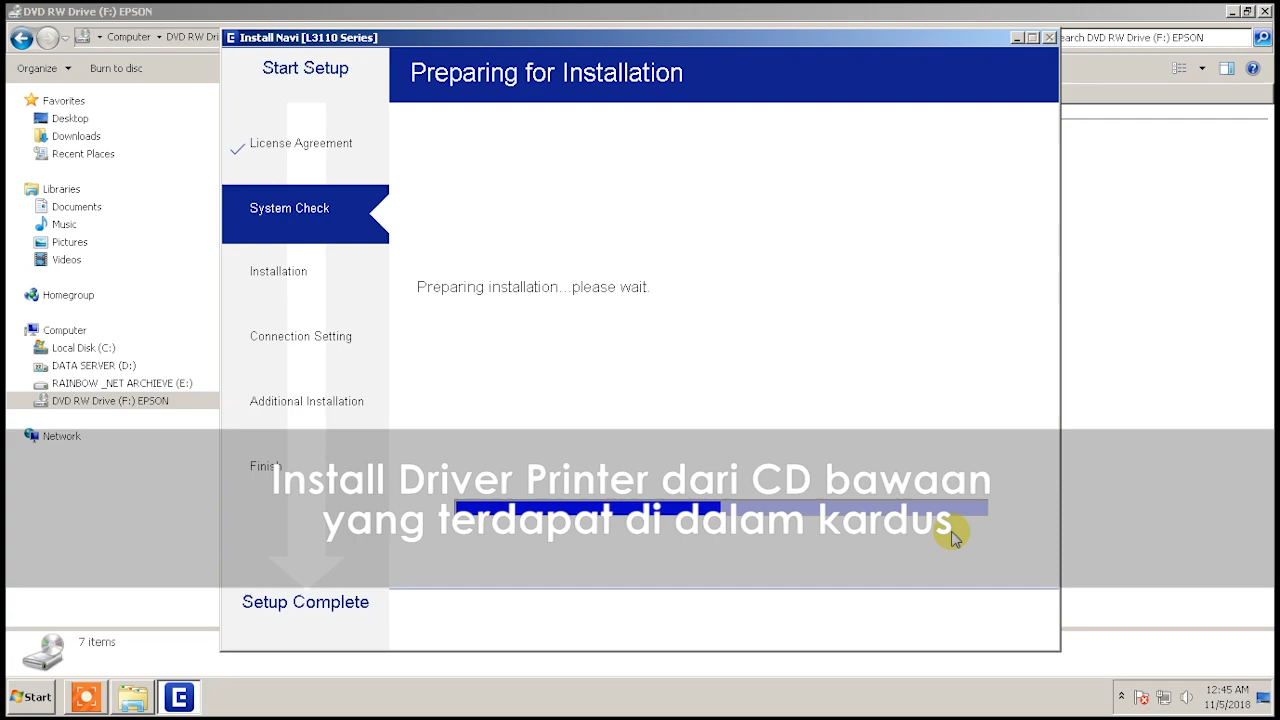 DVD RW Drive (F:) EPSON
Computer
DVD RW Dri
Search DVD RW Drive (F:) EPSON
Organize
Burn to disc
Favorites
Desktop
Downloads
Recent Places
Libraries
Documents
Music
Pictures
Videos
Homegroup
Computer
Local Disk (C:)
DATA SERVER (D:)
RAINBOW _NET ARCHIEVE (E:)
DVD RW Drive (F:) EPSON
Network
7 items
Install Navi [L3110 Series]
Start Setup
License Agreement
System Check
Installation
Connection Setting
Additional Installation
Finish
Setup Complete
Preparing for Installation
Preparing installation...please wait.
Install Driver Printer dari CD bawaan
yang terdapat di dalam kardus
Start
12:45 AM
11/5/2018